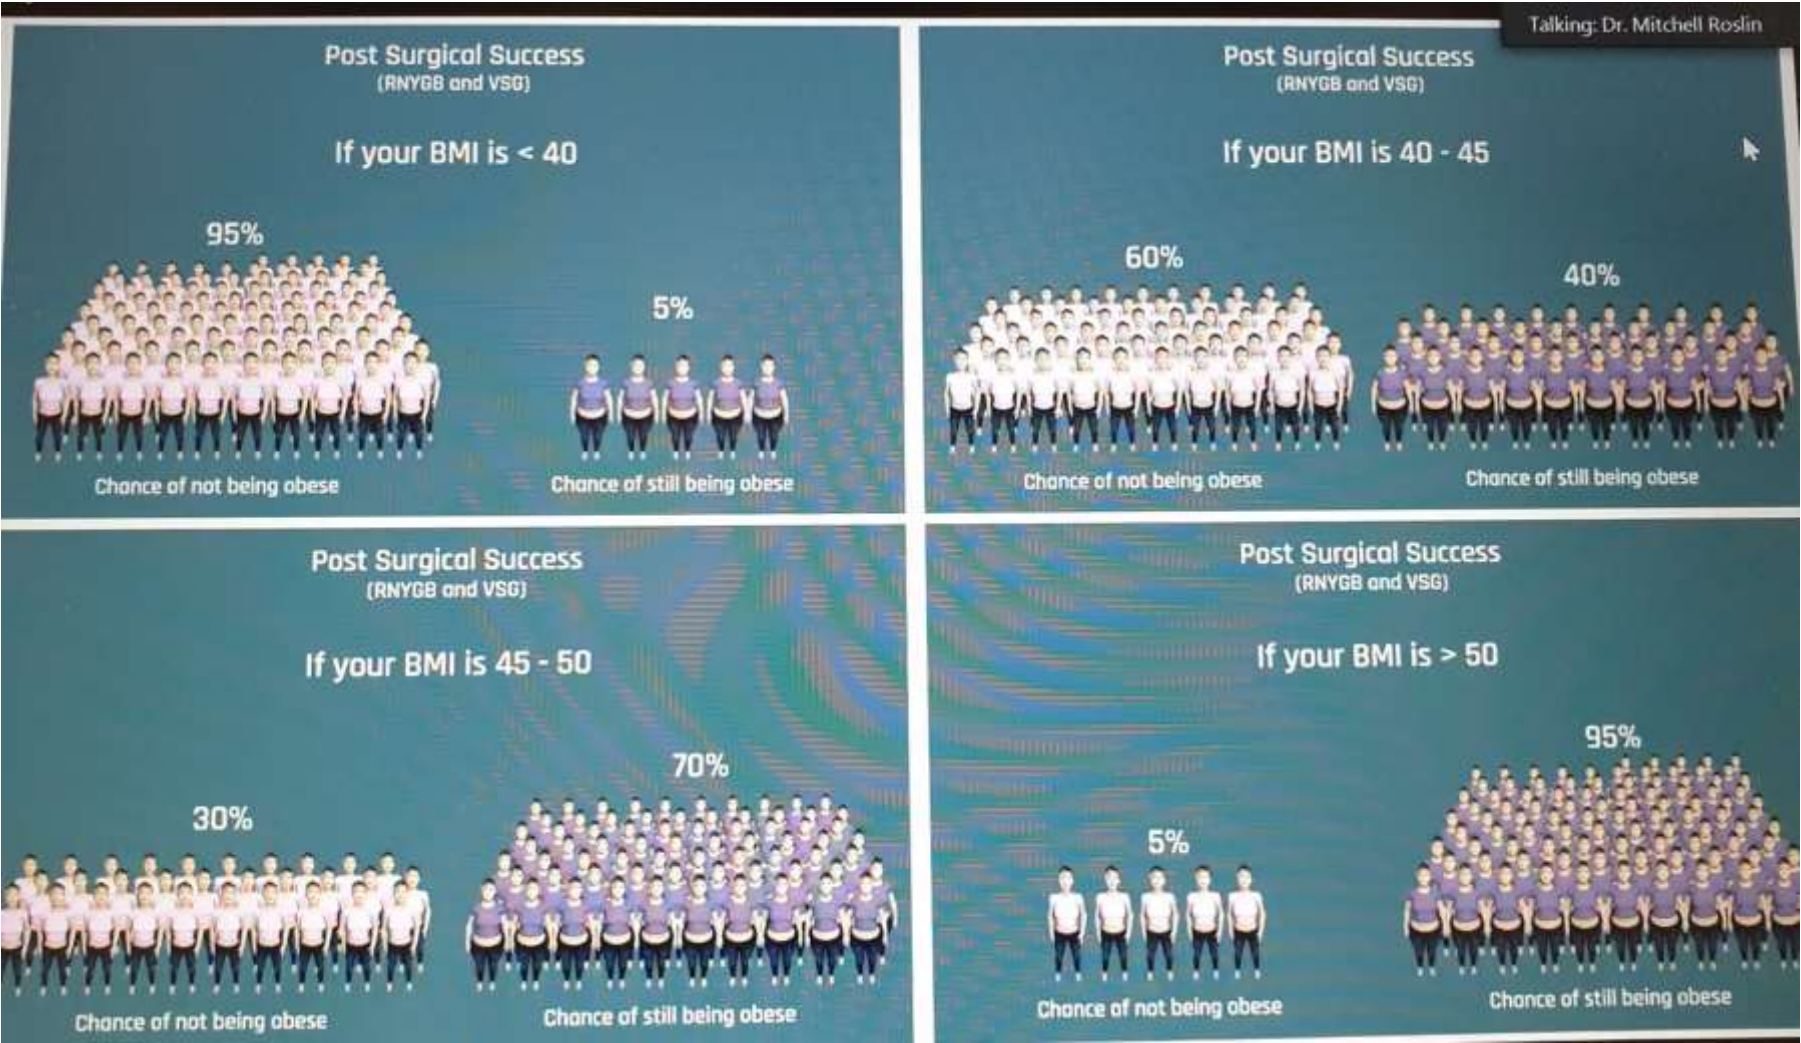 Talking: Dr. Mitchell Roslin
Post Surgical Success
(RNYGB and VSG)
If your BMI is < 40
95%
5%
Chance of not being obese
Chance of still being obese
Post Surgical Success
(RNYGB and VSG)
If your BMI is 40 - 45
60%
40%
Chance of not being obese
Chance of still being obese
Post Surgical Success
(RNYGB and VSG)
If your BMI is 45 - 50
30%
70%
Chance of not being obese
Chance of still being obese
Post Surgical Success
(RNYGB and VSG)
If your BMI is > 50
5%
95%
Chance of not being obese
Chance of still being obese